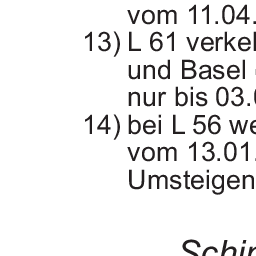 vom 11.04.
13) L 61 verke
und Basel
nur bis 03.
14) bei L 56 we
vom 13.01
Umsteigen
Schi